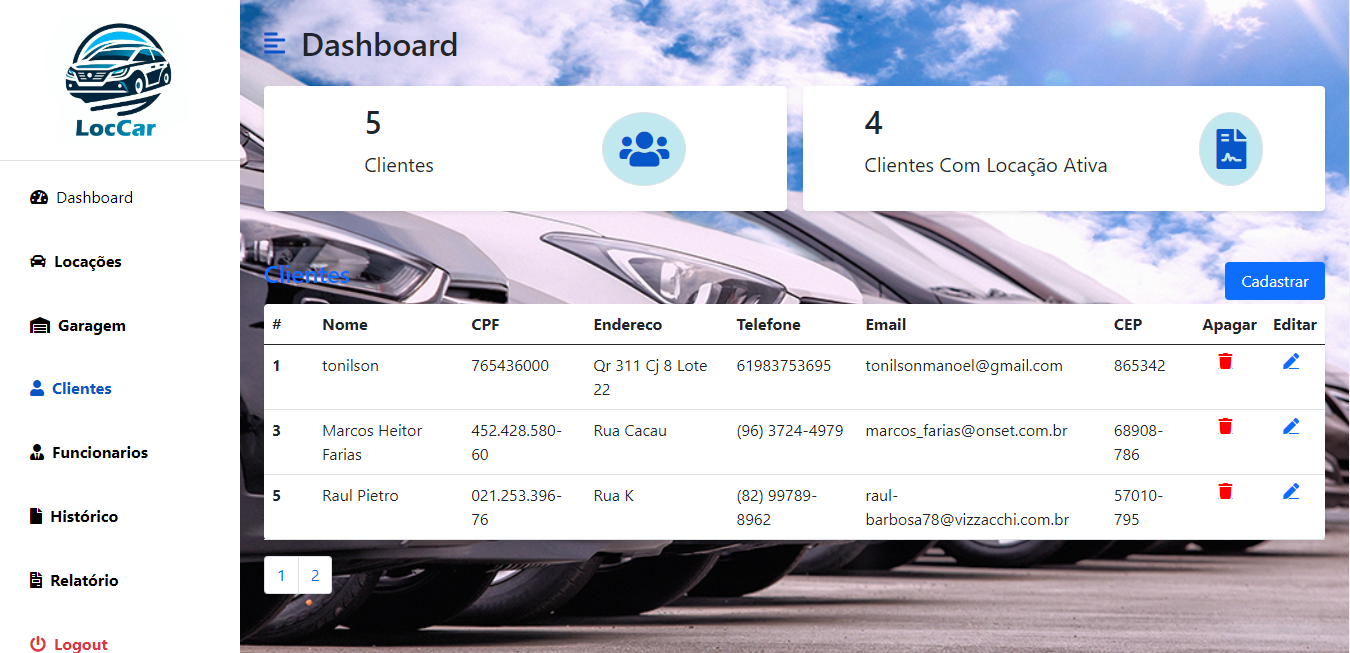 LocCar
Dashboard
Locações
Garagem
Clientes
Funcionarios
Histórico
Relatório
Logout
Dashboard
5
Clientes
4
Clientes Com Locação Ativa
Clientes
Cadastrar
# Nome CPF Endereco Telefone Email CEP Apagar Editar
1 tonilson 765436000 Qr 311 Cj 8 Lote 61983753695 tonilsonmanoel@gmail.com 865342
22
3 Marcos Heitor 452.428.580- Rua Cacau (96) 3724-4979 marcos_farias@onset.com.br 68908-
Farias 60 786
5 Raul Pietro 021.253.396- Rua K (82) 99789- raul- 57010-
76 8962 barbosa78@vizzacchi.com.br 795
1 2